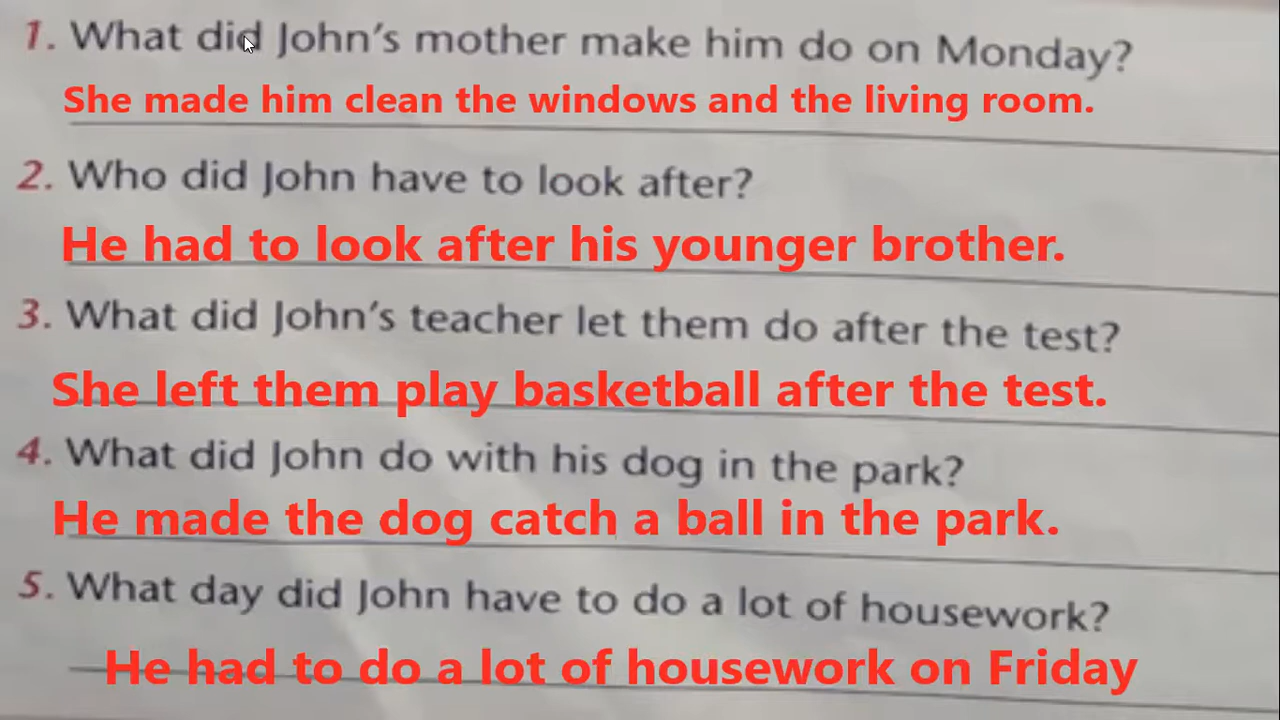 1. What did John's mother make him do on Monday?
She made him clean the windows and the living room.
2. Who did John have to look after?
He had to look after his younger brother.
3. What did John's teacher let them do after the test?
She left them play basketball after the test.
4. What did John do with his dog in the park?
He made the dog catch a ball in the park.
5. What day did John have to do a lot of housework?
He had to do a lot of housework on Friday